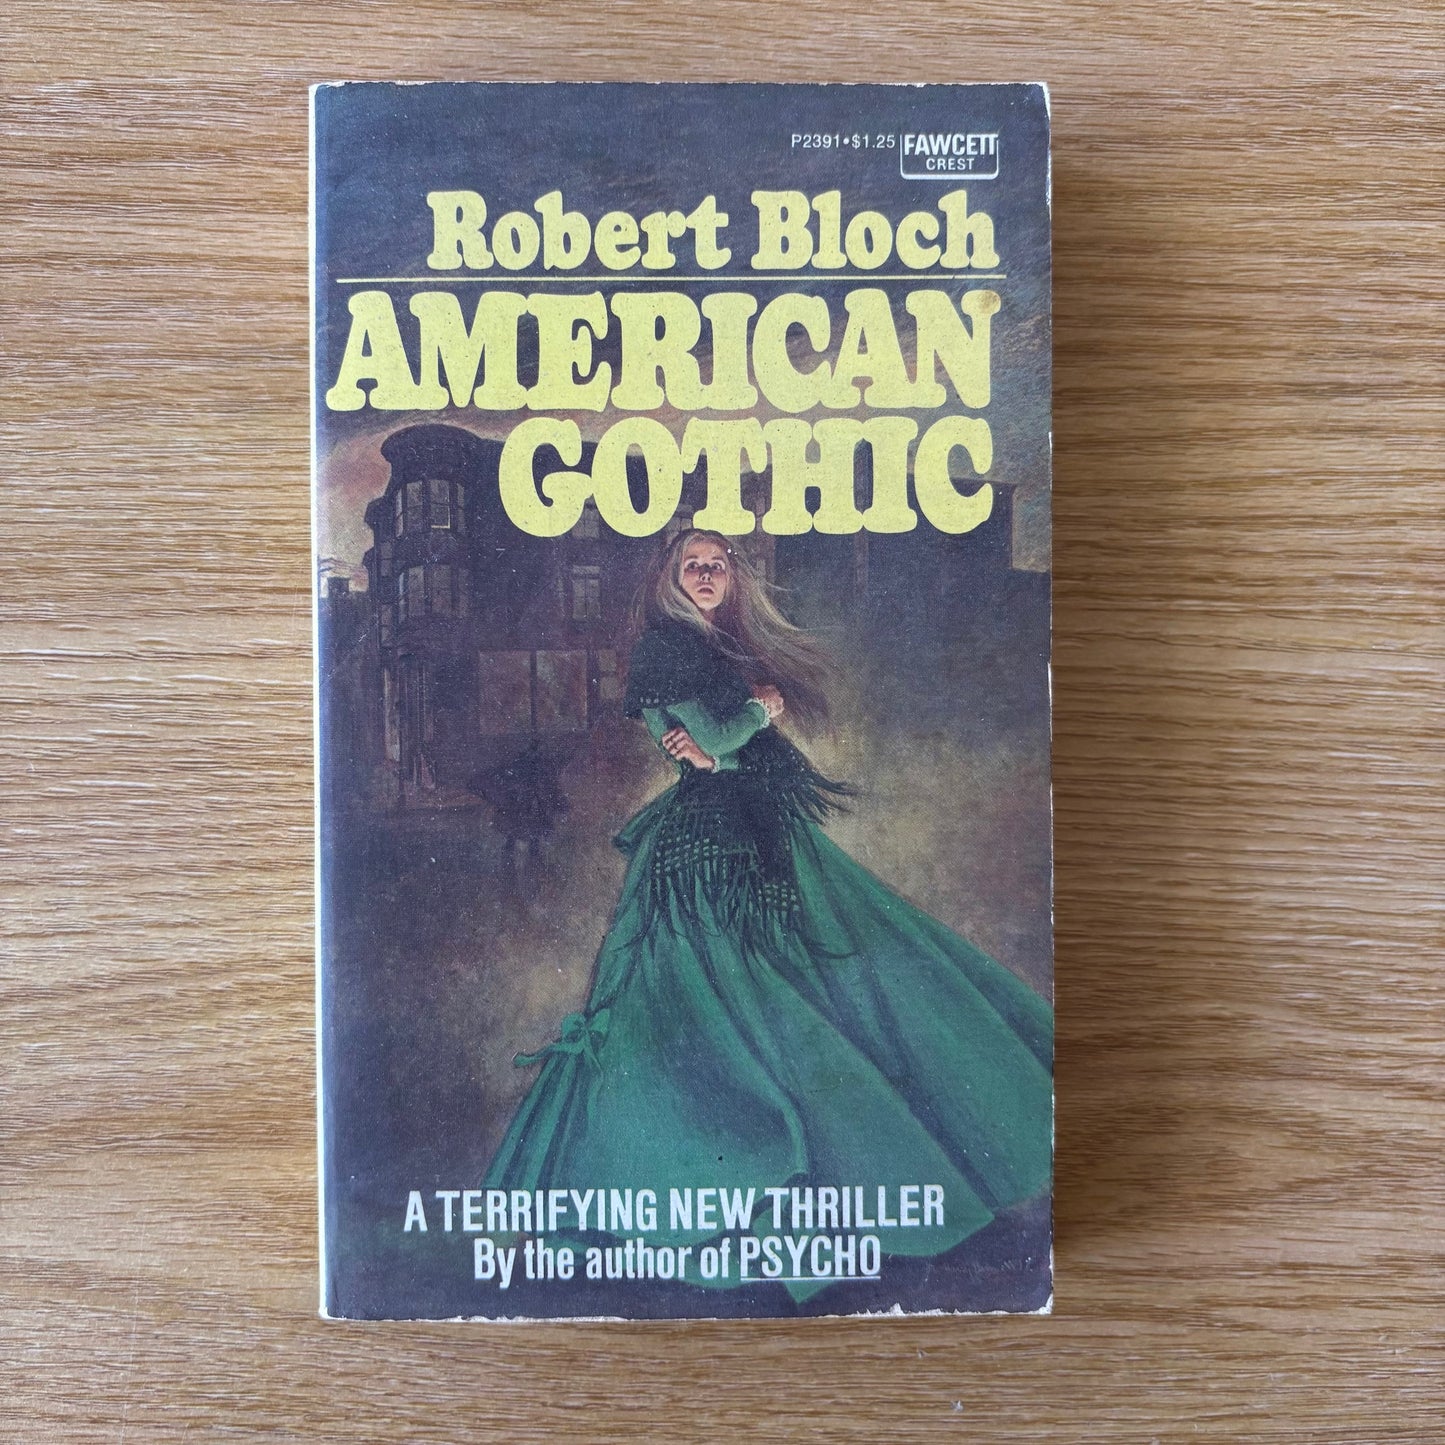 P2391•$1.25 FAWCETT
CREST
Robert Bloch
AMERICAN
GOTHIC
A TERRIFYING NEW THRILLER
By the author of PSYCHO